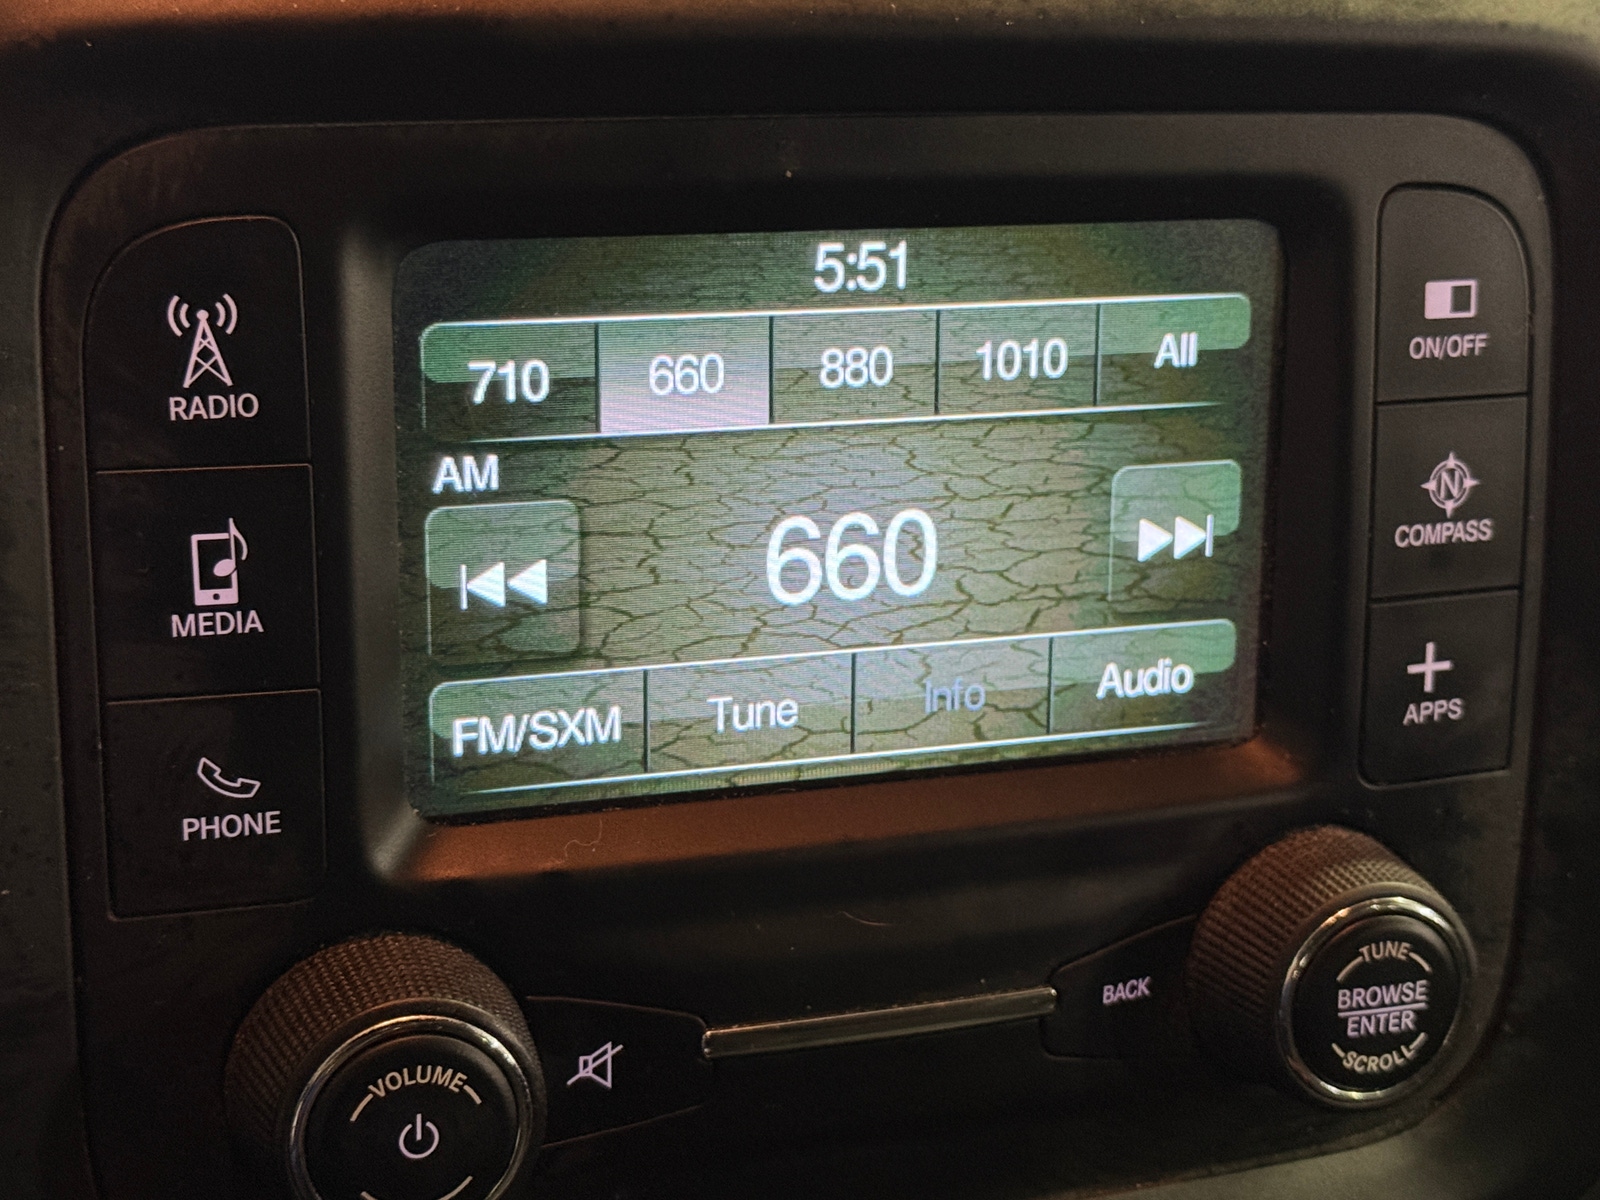 5:51
710 660 880 1010 All
AM
660
FM/SXM Tune Info Audio
RADIO
MEDIA
PHONE
ON/OFF
N
COMPASS
APPS
VOLUME
BACK
TUNE
BROWSE
ENTER
SCROLL